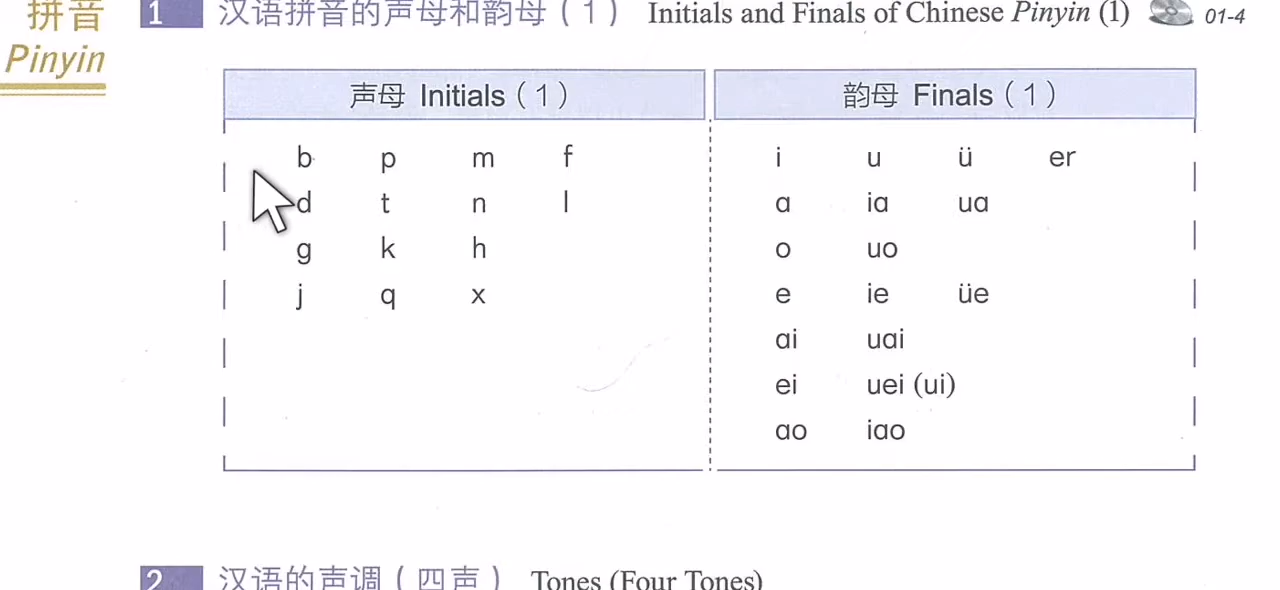 拼音
Pinyin
1 汉语拼音的声母和韵母（1） Initials and Finals of Chinese Pinyin (1) 01-4
声母 Initials（1） 韵母 Finals（1）
b p m f i u ü er
d t n l a ia ua
g k h o uo
j q x e ie üe
ai uai
ei uei (ui)
ao iao
2 汉语的声调（四声） Tones (Four Tones)